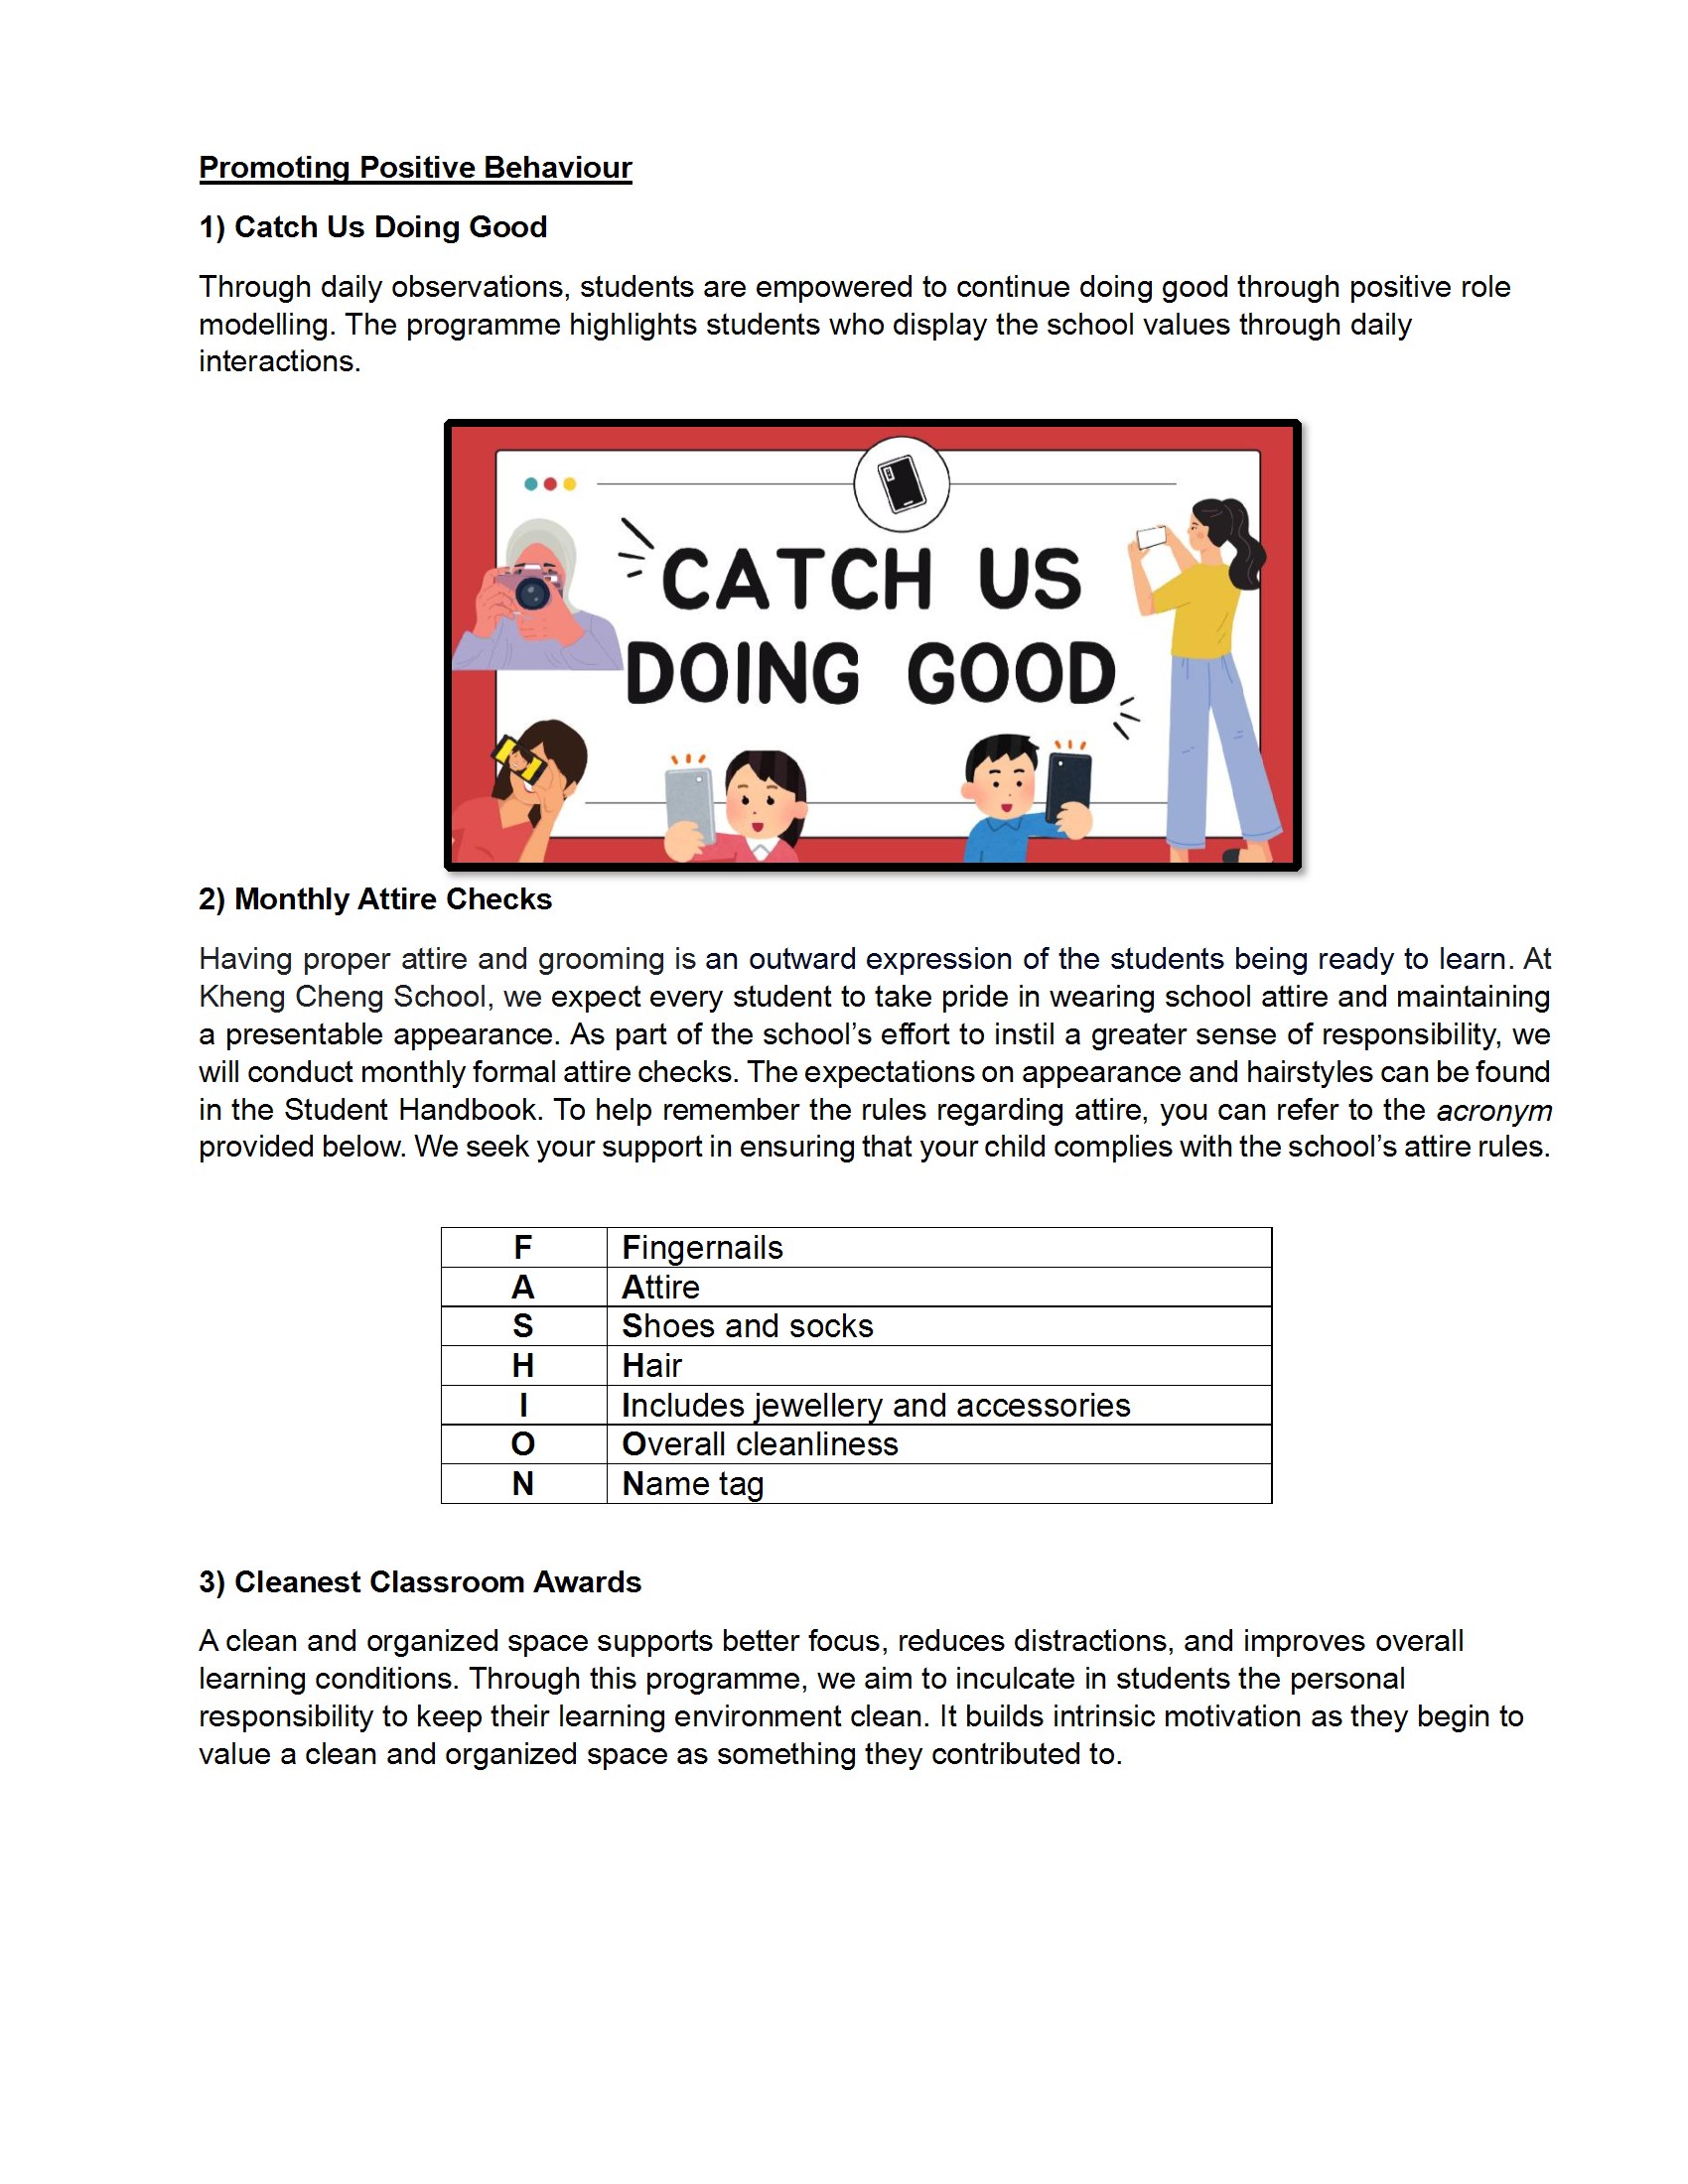 Promoting Positive Behaviour
1) Catch Us Doing Good
Through daily observations, students are empowered to continue doing good through positive role
modelling. The programme highlights students who display the school values through daily
interactions.
CATCH US
DOING GOOD
2) Monthly Attire Checks
Having proper attire and grooming is an outward expression of the students being ready to learn. At
Kheng Cheng School, we expect every student to take pride in wearing school attire and maintaining
a presentable appearance. As part of the school’s effort to instil a greater sense of responsibility, we
will conduct monthly formal attire checks. The expectations on appearance and hairstyles can be found
in the Student Handbook. To help remember the rules regarding attire, you can refer to the acronym
provided below. We seek your support in ensuring that your child complies with the school’s attire rules.
F Fingernails
A Attire
S Shoes and socks
H Hair
I Includes jewellery and accessories
O Overall cleanliness
N Name tag
3) Cleanest Classroom Awards
A clean and organized space supports better focus, reduces distractions, and improves overall
learning conditions. Through this programme, we aim to inculcate in students the personal
responsibility to keep their learning environment clean. It builds intrinsic motivation as they begin to
value a clean and organized space as something they contributed to.